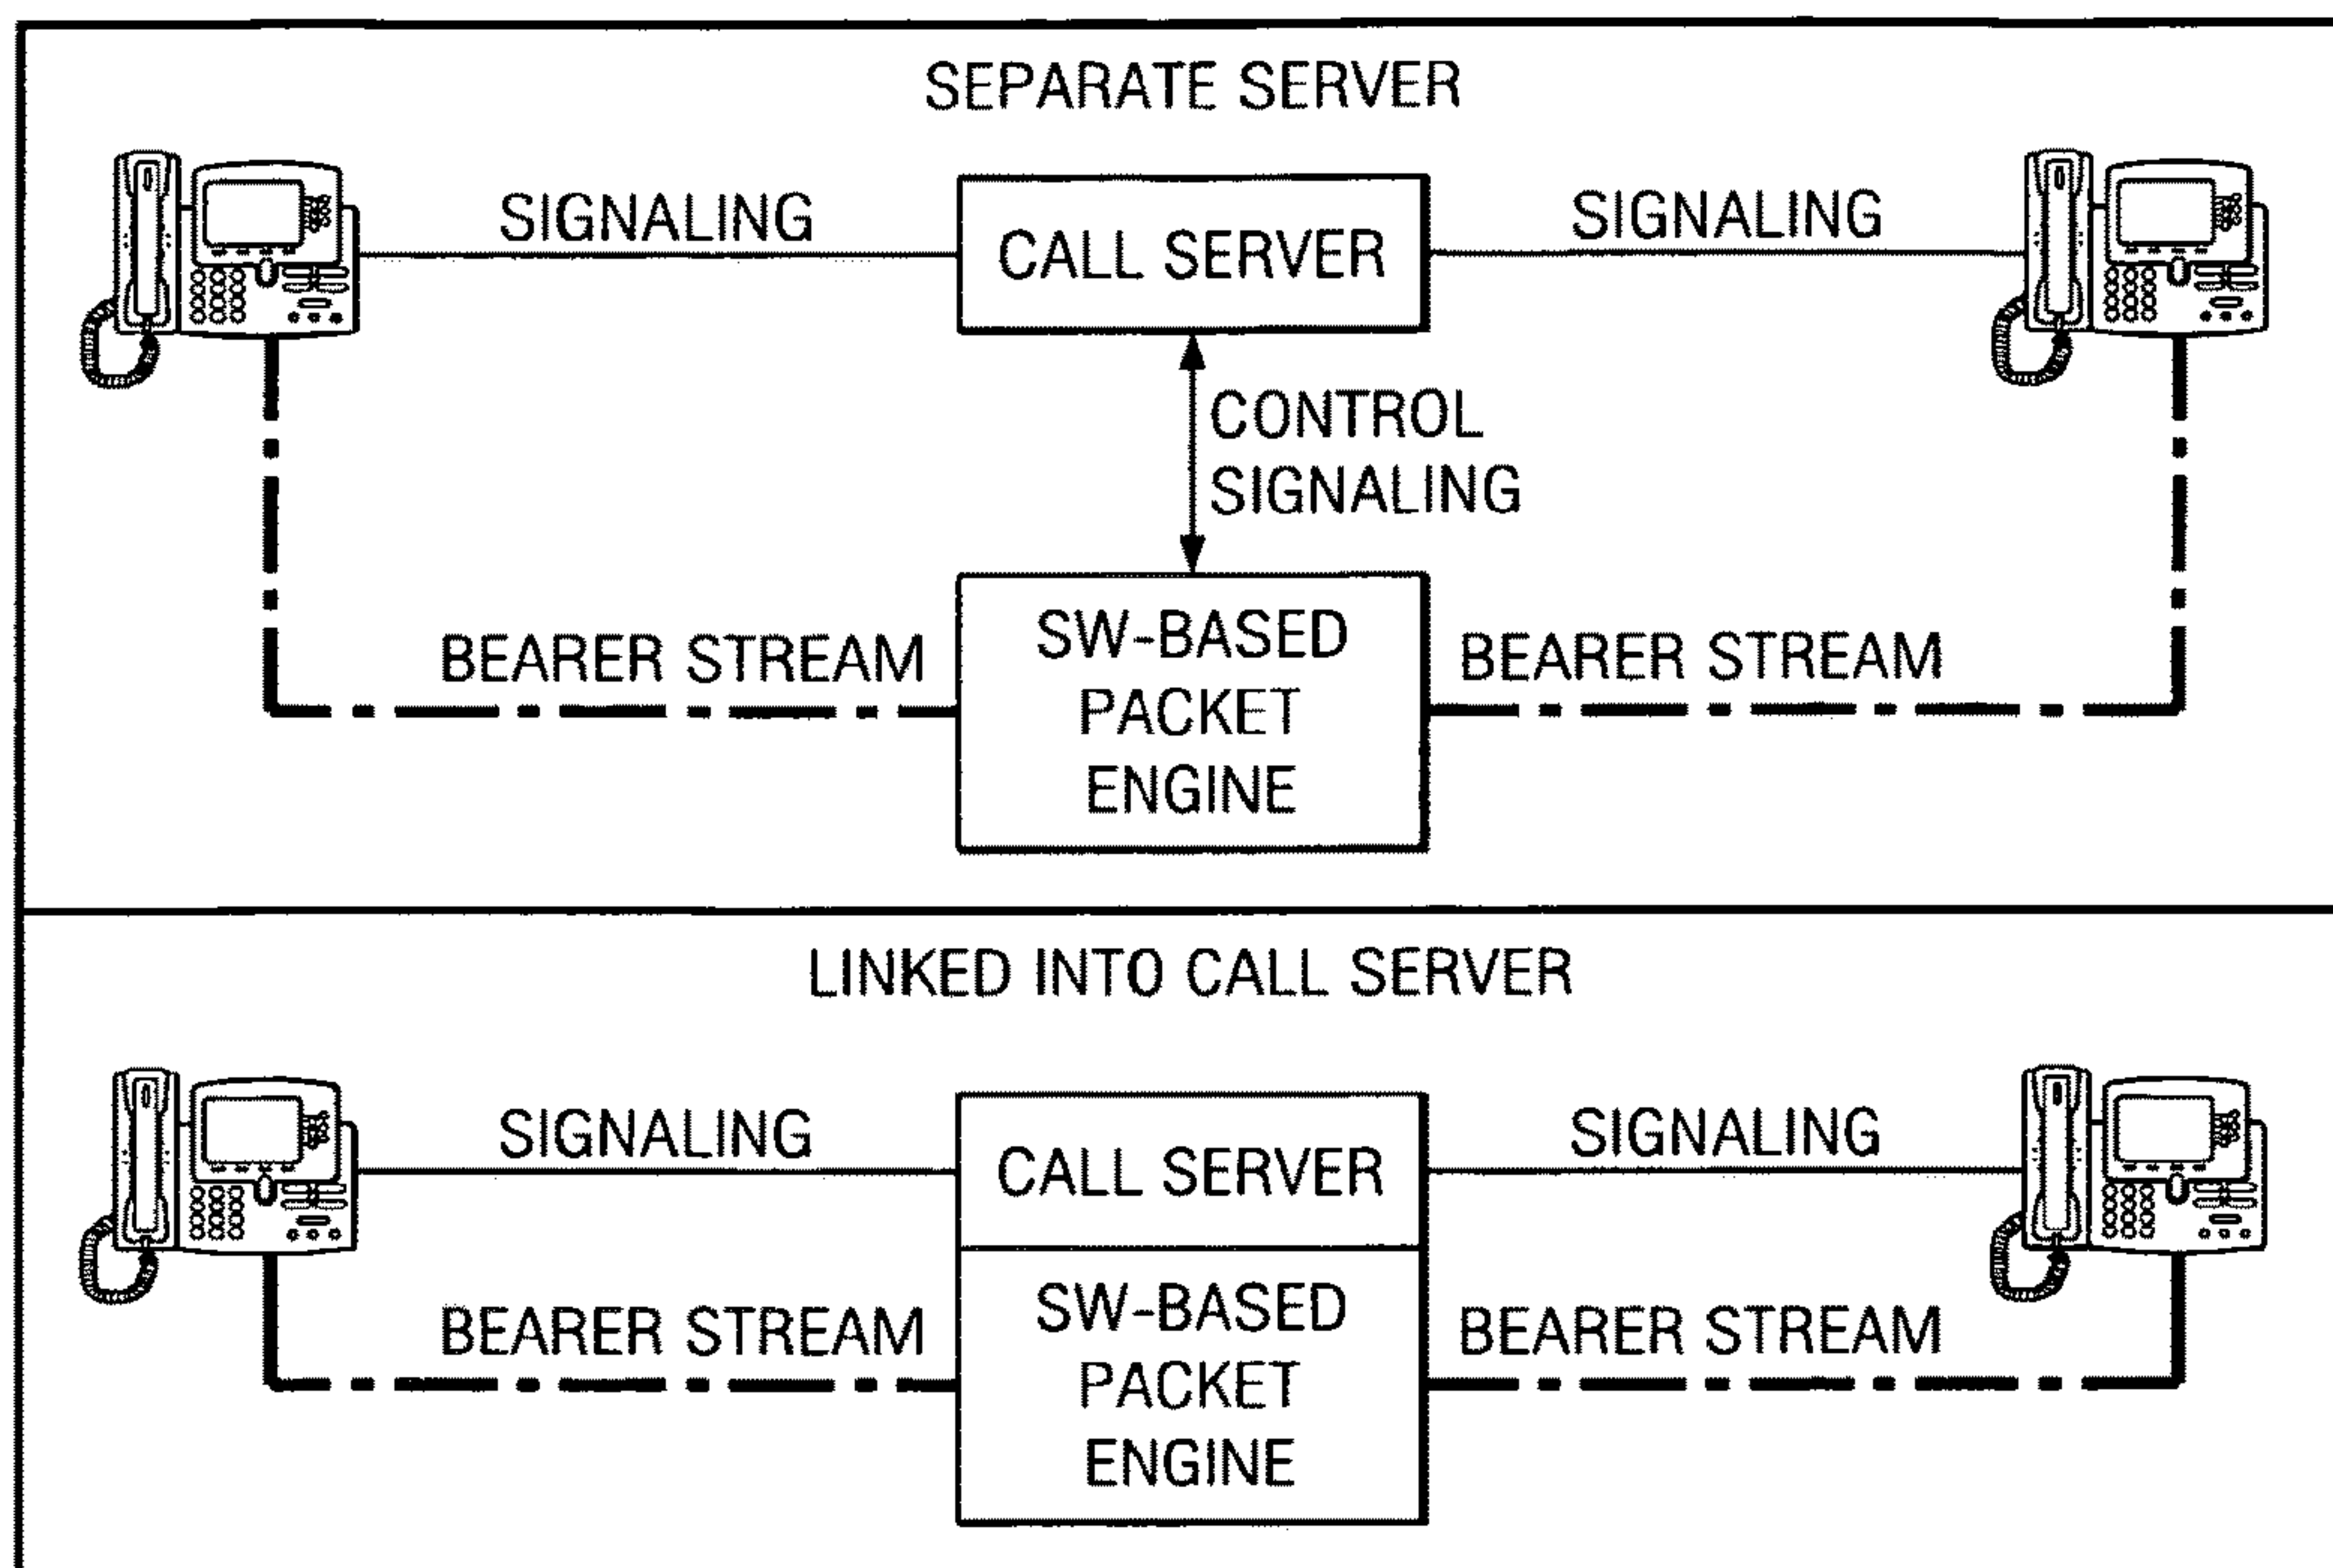 SEPARATE SERVER
SIGNALING
CALL SERVER
SIGNALING
CONTROL
SIGNALING
BEARER STREAM
SW-BASED
PACKET
ENGINE
BEARER STREAM
LINKED INTO CALL SERVER
SIGNALING
CALL SERVER
SIGNALING
BEARER STREAM
SW-BASED
PACKET
ENGINE
BEARER STREAM